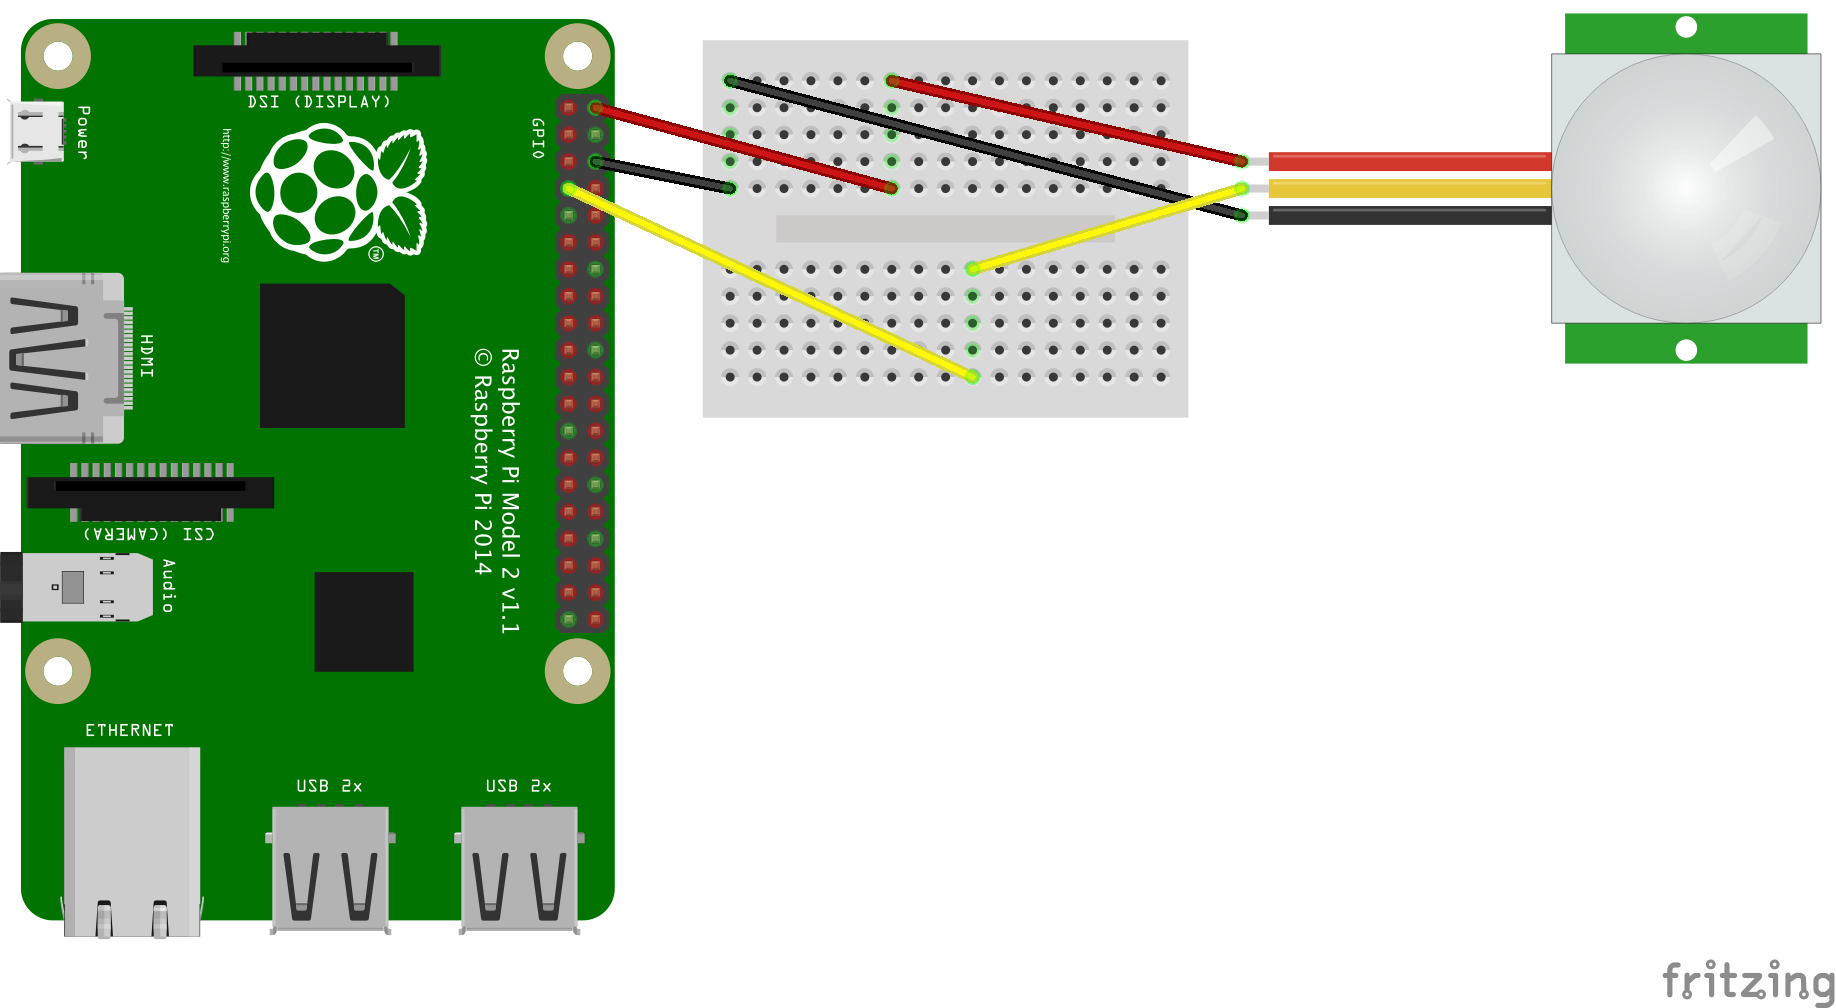 DSI (DISPLAY)
Power
http://www.raspberrypi.org
GPIO
TM
HDMI
Raspberry Pi Model 2 v1.1
© Raspberry Pi 2014
CSI (CAMERA)
Audio
ETHERNET
USB 2x
USB 2x
fritzing